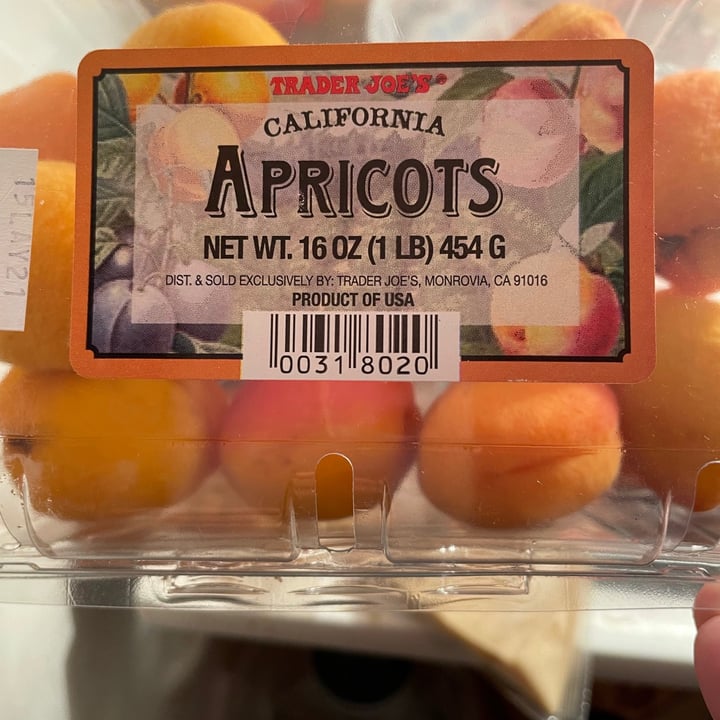 TRADER JOE'S®
CALIFORNIA
APRICOTS
NET WT. 16 OZ (1 LB) 454 G
DIST. & SOLD EXCLUSIVELY BY: TRADER JOE'S, MONROVIA, CA 91016
PRODUCT OF USA
0031 8020